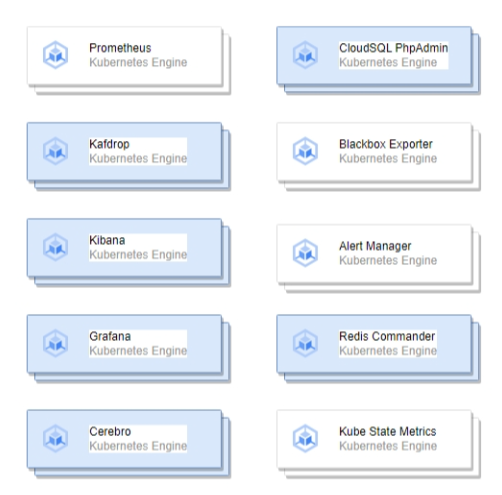 Prometheus
Kubernetes Engine
CloudSQL PhpAdmin
Kubernetes Engine
Kafdrop
Kubernetes Engine
Blackbox Exporter
Kubernetes Engine
Kibana
Kubernetes Engine
Alert Manager
Kubernetes Engine
Grafana
Kubernetes Engine
Redis Commander
Kubernetes Engine
Cerebro
Kubernetes Engine
Kube State Metrics
Kubernetes Engine